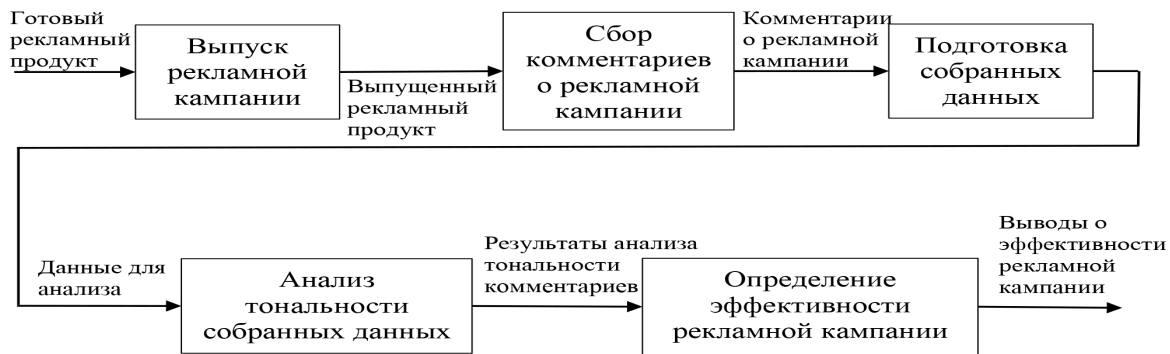 Готовый
рекламный
продукт
Выпуск
рекламной
кампании
Выпущенный
рекламный
продукт
Сбор
комментариев
о рекламной
кампании
Комментарии
о рекламной
кампании
Подготовка
собранных
данных
Данные для
анализа
Анализ
тональности
собранных данных
Результаты анализа
тональности
комментариев
Определение
эффективности
рекламной кампании
Выводы о
эффективности
рекламной
кампании